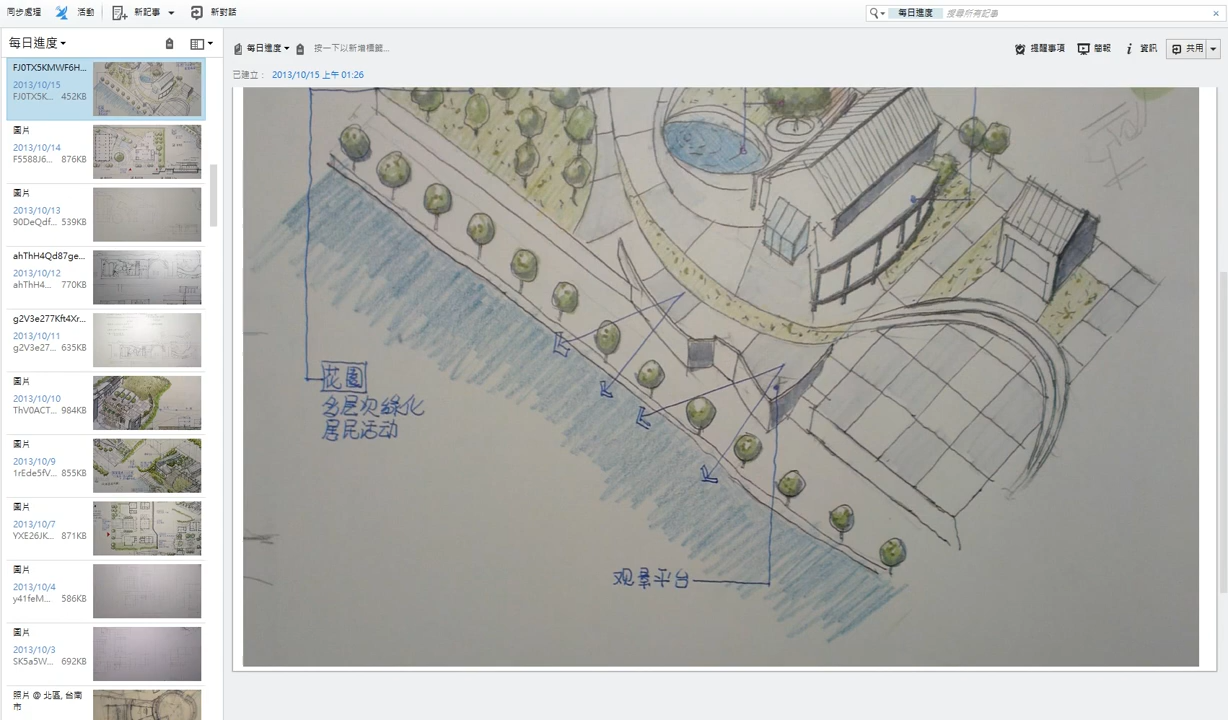 同步處理
活動
新記事
新對話
每日進度
搜尋所有記事
每日進度
FJ0TX5KMWF6H...
2013/10/15
FJ0TX5K... 452KB
圖片
2013/10/14
F5588J6... 876KB
圖片
2013/10/13
90DeQdf... 539KB
ahThH4Qd87ge...
2013/10/12
ahThH4... 770KB
g2V3e277Kft4Xr...
2013/10/11
g2V3e27... 635KB
圖片
2013/10/10
ThV0ACT... 984KB
圖片
2013/10/9
1rEde5fV... 855KB
圖片
2013/10/7
YXE26JK... 871KB
圖片
2013/10/4
y41feM... 586KB
圖片
2013/10/3
SK5a5W... 692KB
照片 @ 北區, 台南
市
每日進度
按一下以新增標籤...
提醒事項
簡報
資訊
共用
已建立： 2013/10/15 上午 01:26
花園
多层次綠化
居民活动
观景平台